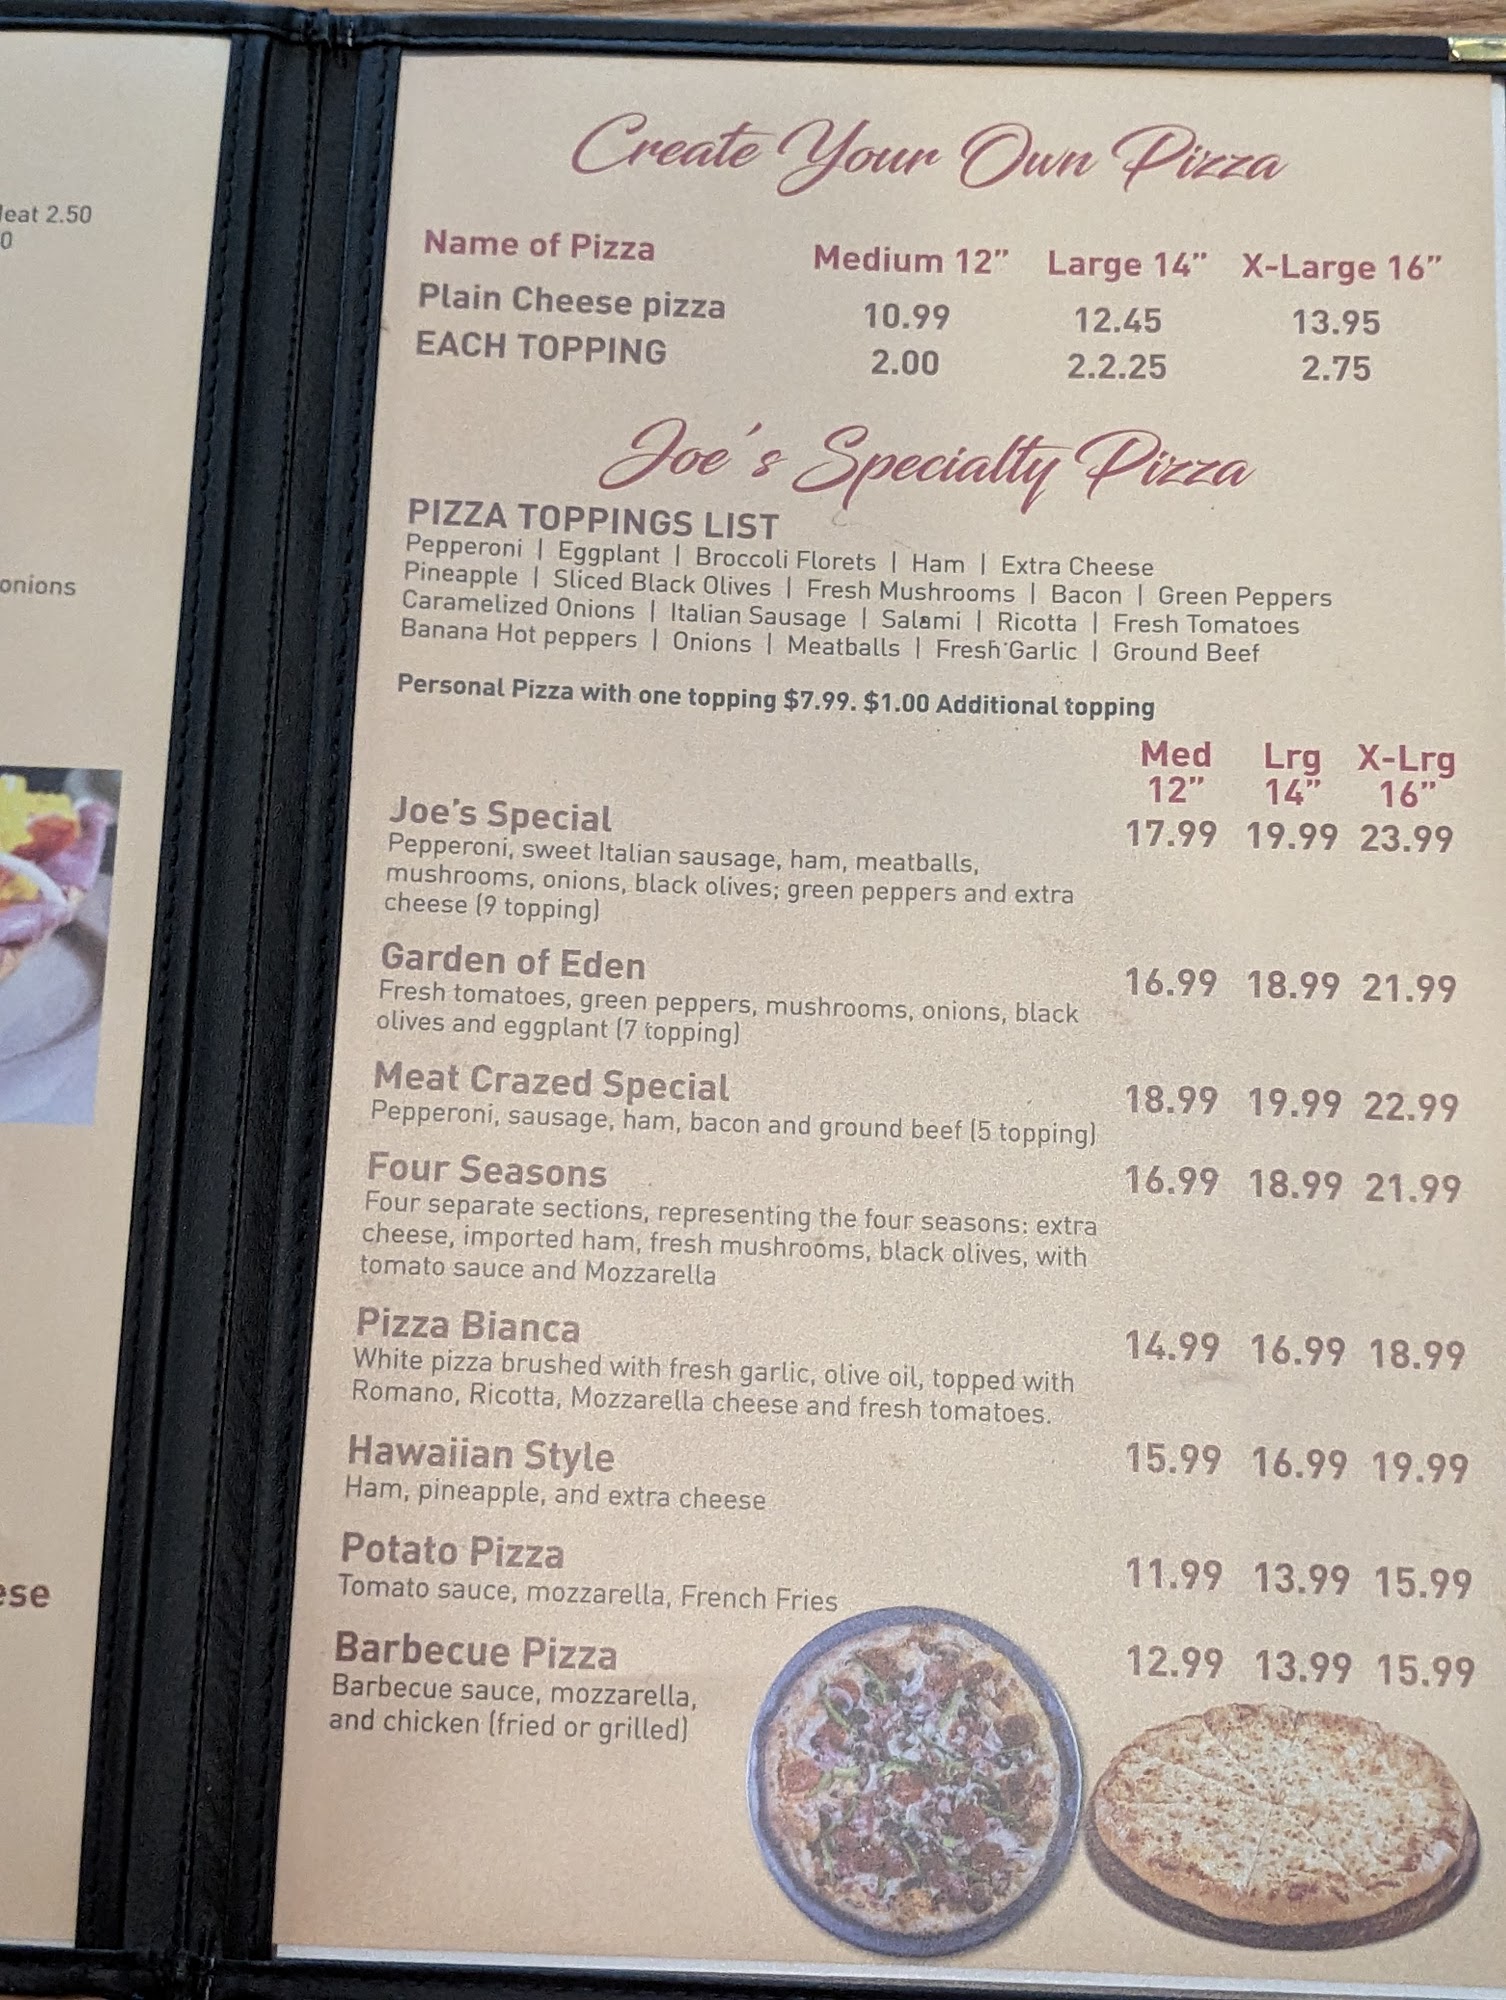 leat 2.50
0
onions
ese
Create Your Own Pizza
Name of Pizza Medium 12” Large 14” X-Large 16”
Plain Cheese pizza 10.99 12.45 13.95
EACH TOPPING 2.00 2.2.25 2.75
Joe's Specialty Pizza
PIZZA TOPPINGS LIST
Pepperoni | Eggplant | Broccoli Florets | Ham | Extra Cheese
Pineapple | Sliced Black Olives | Fresh Mushrooms | Bacon | Green Peppers
Caramelized Onions | Italian Sausage | Salami | Ricotta | Fresh Tomatoes
Banana Hot peppers | Onions | Meatballs | Fresh Garlic | Ground Beef
Personal Pizza with one topping $7.99. $1.00 Additional topping
Med Lrg X-Lrg
12” 14” 16”
Joe’s Special 17.99 19.99 23.99
Pepperoni, sweet Italian sausage, ham, meatballs,
mushrooms, onions, black olives; green peppers and extra
cheese (9 topping)
Garden of Eden 16.99 18.99 21.99
Fresh tomatoes, green peppers, mushrooms, onions, black
olives and eggplant (7 topping)
Meat Crazed Special 18.99 19.99 22.99
Pepperoni, sausage, ham, bacon and ground beef (5 topping)
Four Seasons 16.99 18.99 21.99
Four separate sections, representing the four seasons: extra
cheese, imported ham, fresh mushrooms, black olives, with
tomato sauce and Mozzarella
Pizza Bianca 14.99 16.99 18.99
White pizza brushed with fresh garlic, olive oil, topped with
Romano, Ricotta, Mozzarella cheese and fresh tomatoes.
Hawaiian Style 15.99 16.99 19.99
Ham, pineapple, and extra cheese
Potato Pizza 11.99 13.99 15.99
Tomato sauce, mozzarella, French Fries
Barbecue Pizza 12.99 13.99 15.99
Barbecue sauce, mozzarella,
and chicken (fried or grilled)